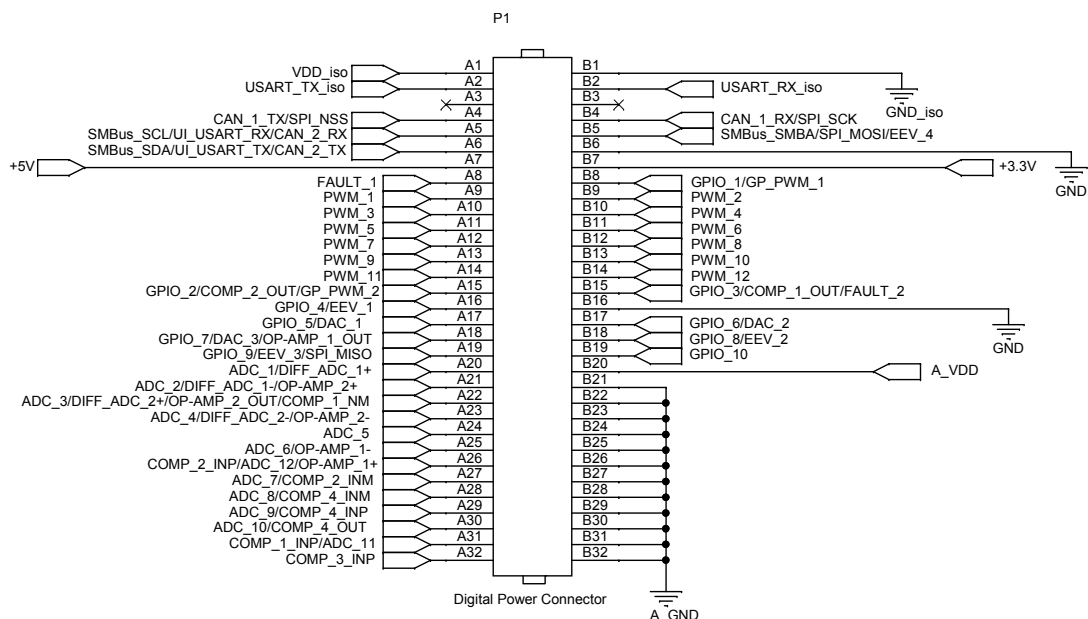 P1
VDD_iso A1 B1
USART_TX_iso A2 B2 USART_RX_iso
A3 B3
GND_iso
CAN_1_TX/SPI_NSS A4 B4 CAN_1_RX/SPI_SCK
SMBus_SCL/UI_USART_RX/CAN_2_RX A5 B5 SMBus_SMBA/SPI_MOSI/EEV_4
SMBus_SDA/UI_USART_TX/CAN_2_TX A6 B6
+5V A7 B7 +3.3V
FAULT_1 A8 B8 GPIO_1/GP_PWM_1
GND
PWM_1 A9 B9 PWM_2
PWM_3 A10 B10 PWM_4
PWM_5 A11 B11 PWM_6
PWM_7 A12 B12 PWM_8
PWM_9 A13 B13 PWM_10
PWM_11 A14 B14 PWM_12
GPIO_2/COMP_2_OUT/GP_PWM_2 A15 B15 GPIO_3/COMP_1_OUT/FAULT_2
GPIO_4/EEV_1 A16 B16
GPIO_5/DAC_1 A17 B17 GPIO_6/DAC_2
GPIO_7/DAC_3/OP-AMP_1_OUT A18 B18 GPIO_8/EEV_2
GND
GPIO_9/EEV_3/SPI_MISO A19 B19 GPIO_10
ADC_1/DIFF_ADC_1+ A20 B20 A_VDD
ADC_2/DIFF_ADC_1-/OP-AMP_2+ A21 B21
ADC_3/DIFF_ADC_2+/OP-AMP_2_OUT/COMP_1_NM A22 B22
ADC_4/DIFF_ADC_2-/OP-AMP_2- A23 B23
ADC_5 A24 B24
ADC_6/OP-AMP_1- A25 B25
COMP_2_INP/ADC_12/OP-AMP_1+ A26 B26
ADC_7/COMP_2_INM A27 B27
ADC_8/COMP_4_INM A28 B28
ADC_9/COMP_4_INP A29 B29
ADC_10/COMP_4_OUT A30 B30
COMP_1_INP/ADC_11 A31 B31
COMP_3_INP A32 B32
Digital Power Connector
A_GND